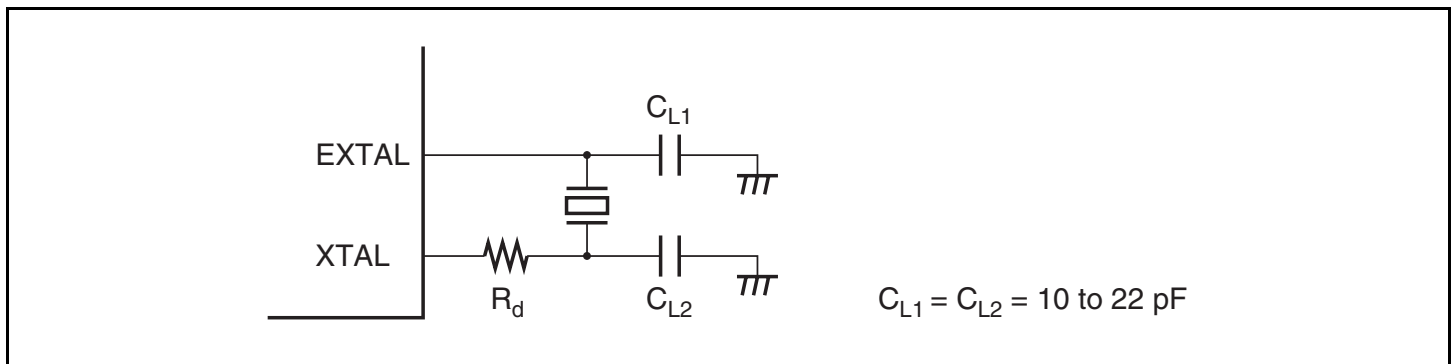 C_L1
EXTAL
XTAL
R_d
C_L2
C_L1 = C_L2 = 10 to 22 pF